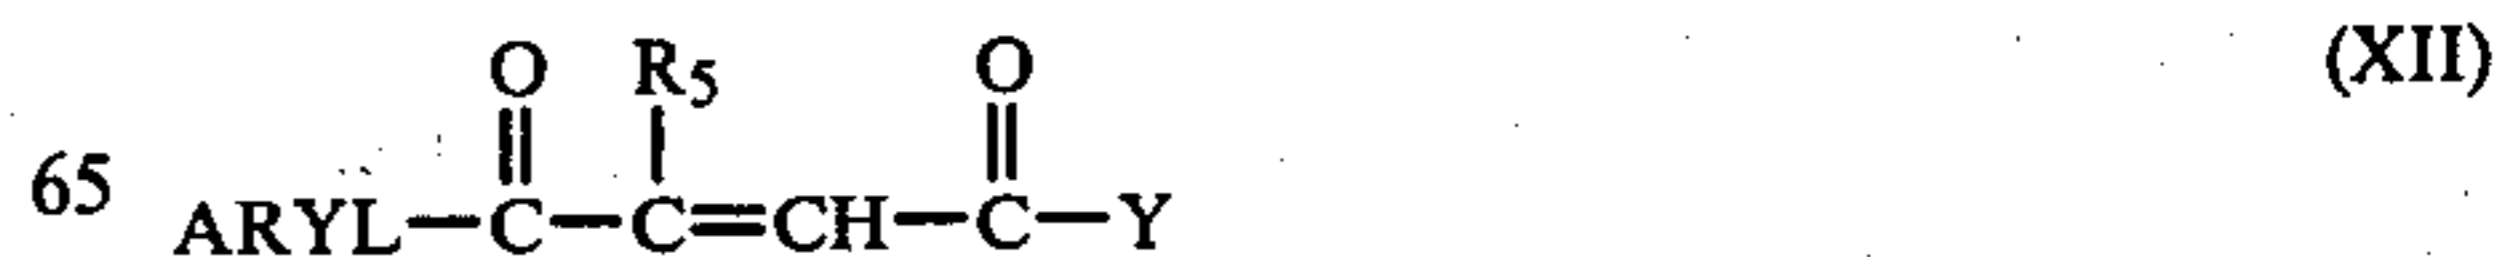 O R5 O (XII)
65 ARYL—C—C=CH—C—Y